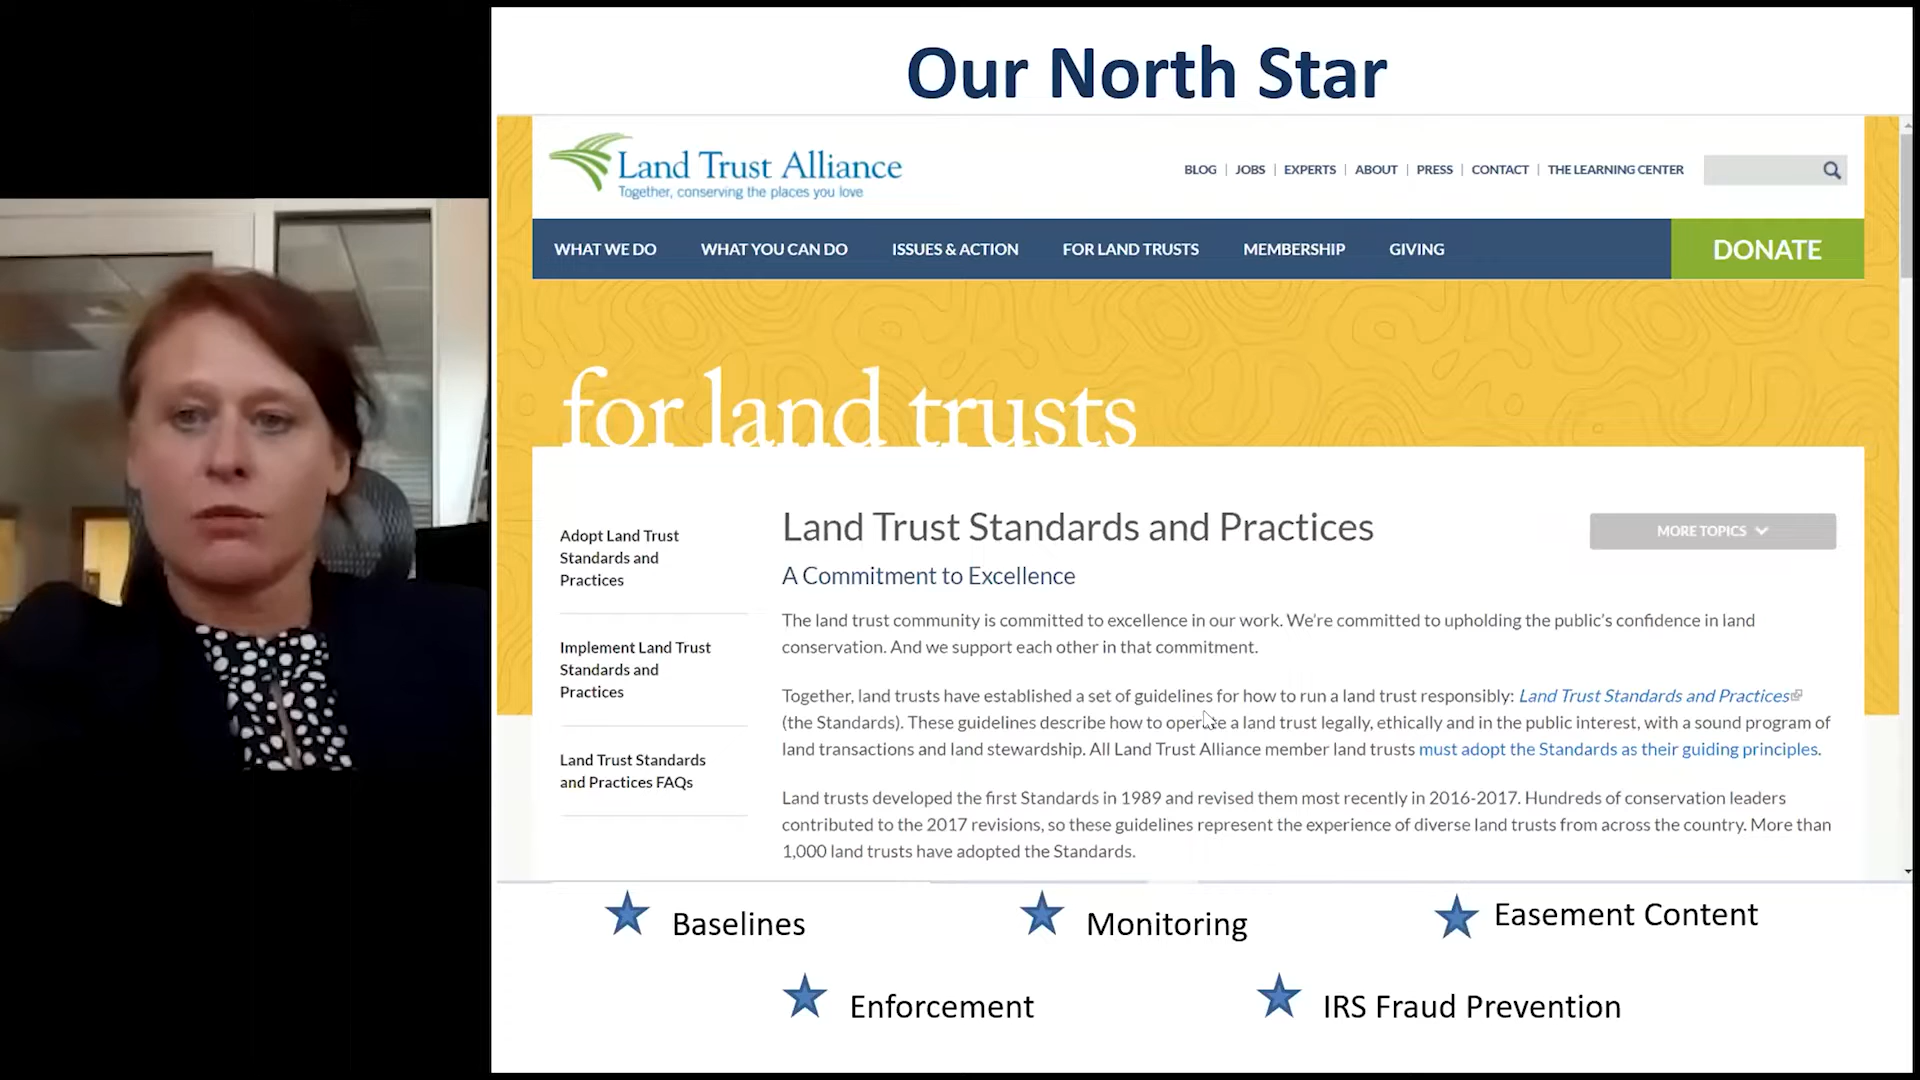 Our North Star
Land Trust Alliance
Together, conserving the places you love
BLOG | JOBS | EXPERTS | ABOUT | PRESS | CONTACT | THE LEARNING CENTER
WHAT WE DO WHAT YOU CAN DO ISSUES & ACTION FOR LAND TRUSTS MEMBERSHIP GIVING DONATE
for land trusts
Adopt Land Trust
Standards and
Practices
Implement Land Trust
Standards and
Practices
Land Trust Standards
and Practices FAQs
Land Trust Standards and Practices
MORE TOPICS
A Commitment to Excellence
The land trust community is committed to excellence in our work. We're committed to upholding the public's confidence in land
conservation. And we support each other in that commitment.
Together, land trusts have established a set of guidelines for how to run a land trust responsibly: Land Trust Standards and Practices
(the Standards). These guidelines describe how to operate a land trust legally, ethically and in the public interest, with a sound program of
land transactions and land stewardship. All Land Trust Alliance member land trusts must adopt the Standards as their guiding principles.
Land trusts developed the first Standards in 1989 and revised them most recently in 2016-2017. Hundreds of conservation leaders
contributed to the 2017 revisions, so these guidelines represent the experience of diverse land trusts from across the country. More than
1,000 land trusts have adopted the Standards.
Baselines
Monitoring
Easement Content
Enforcement
IRS Fraud Prevention